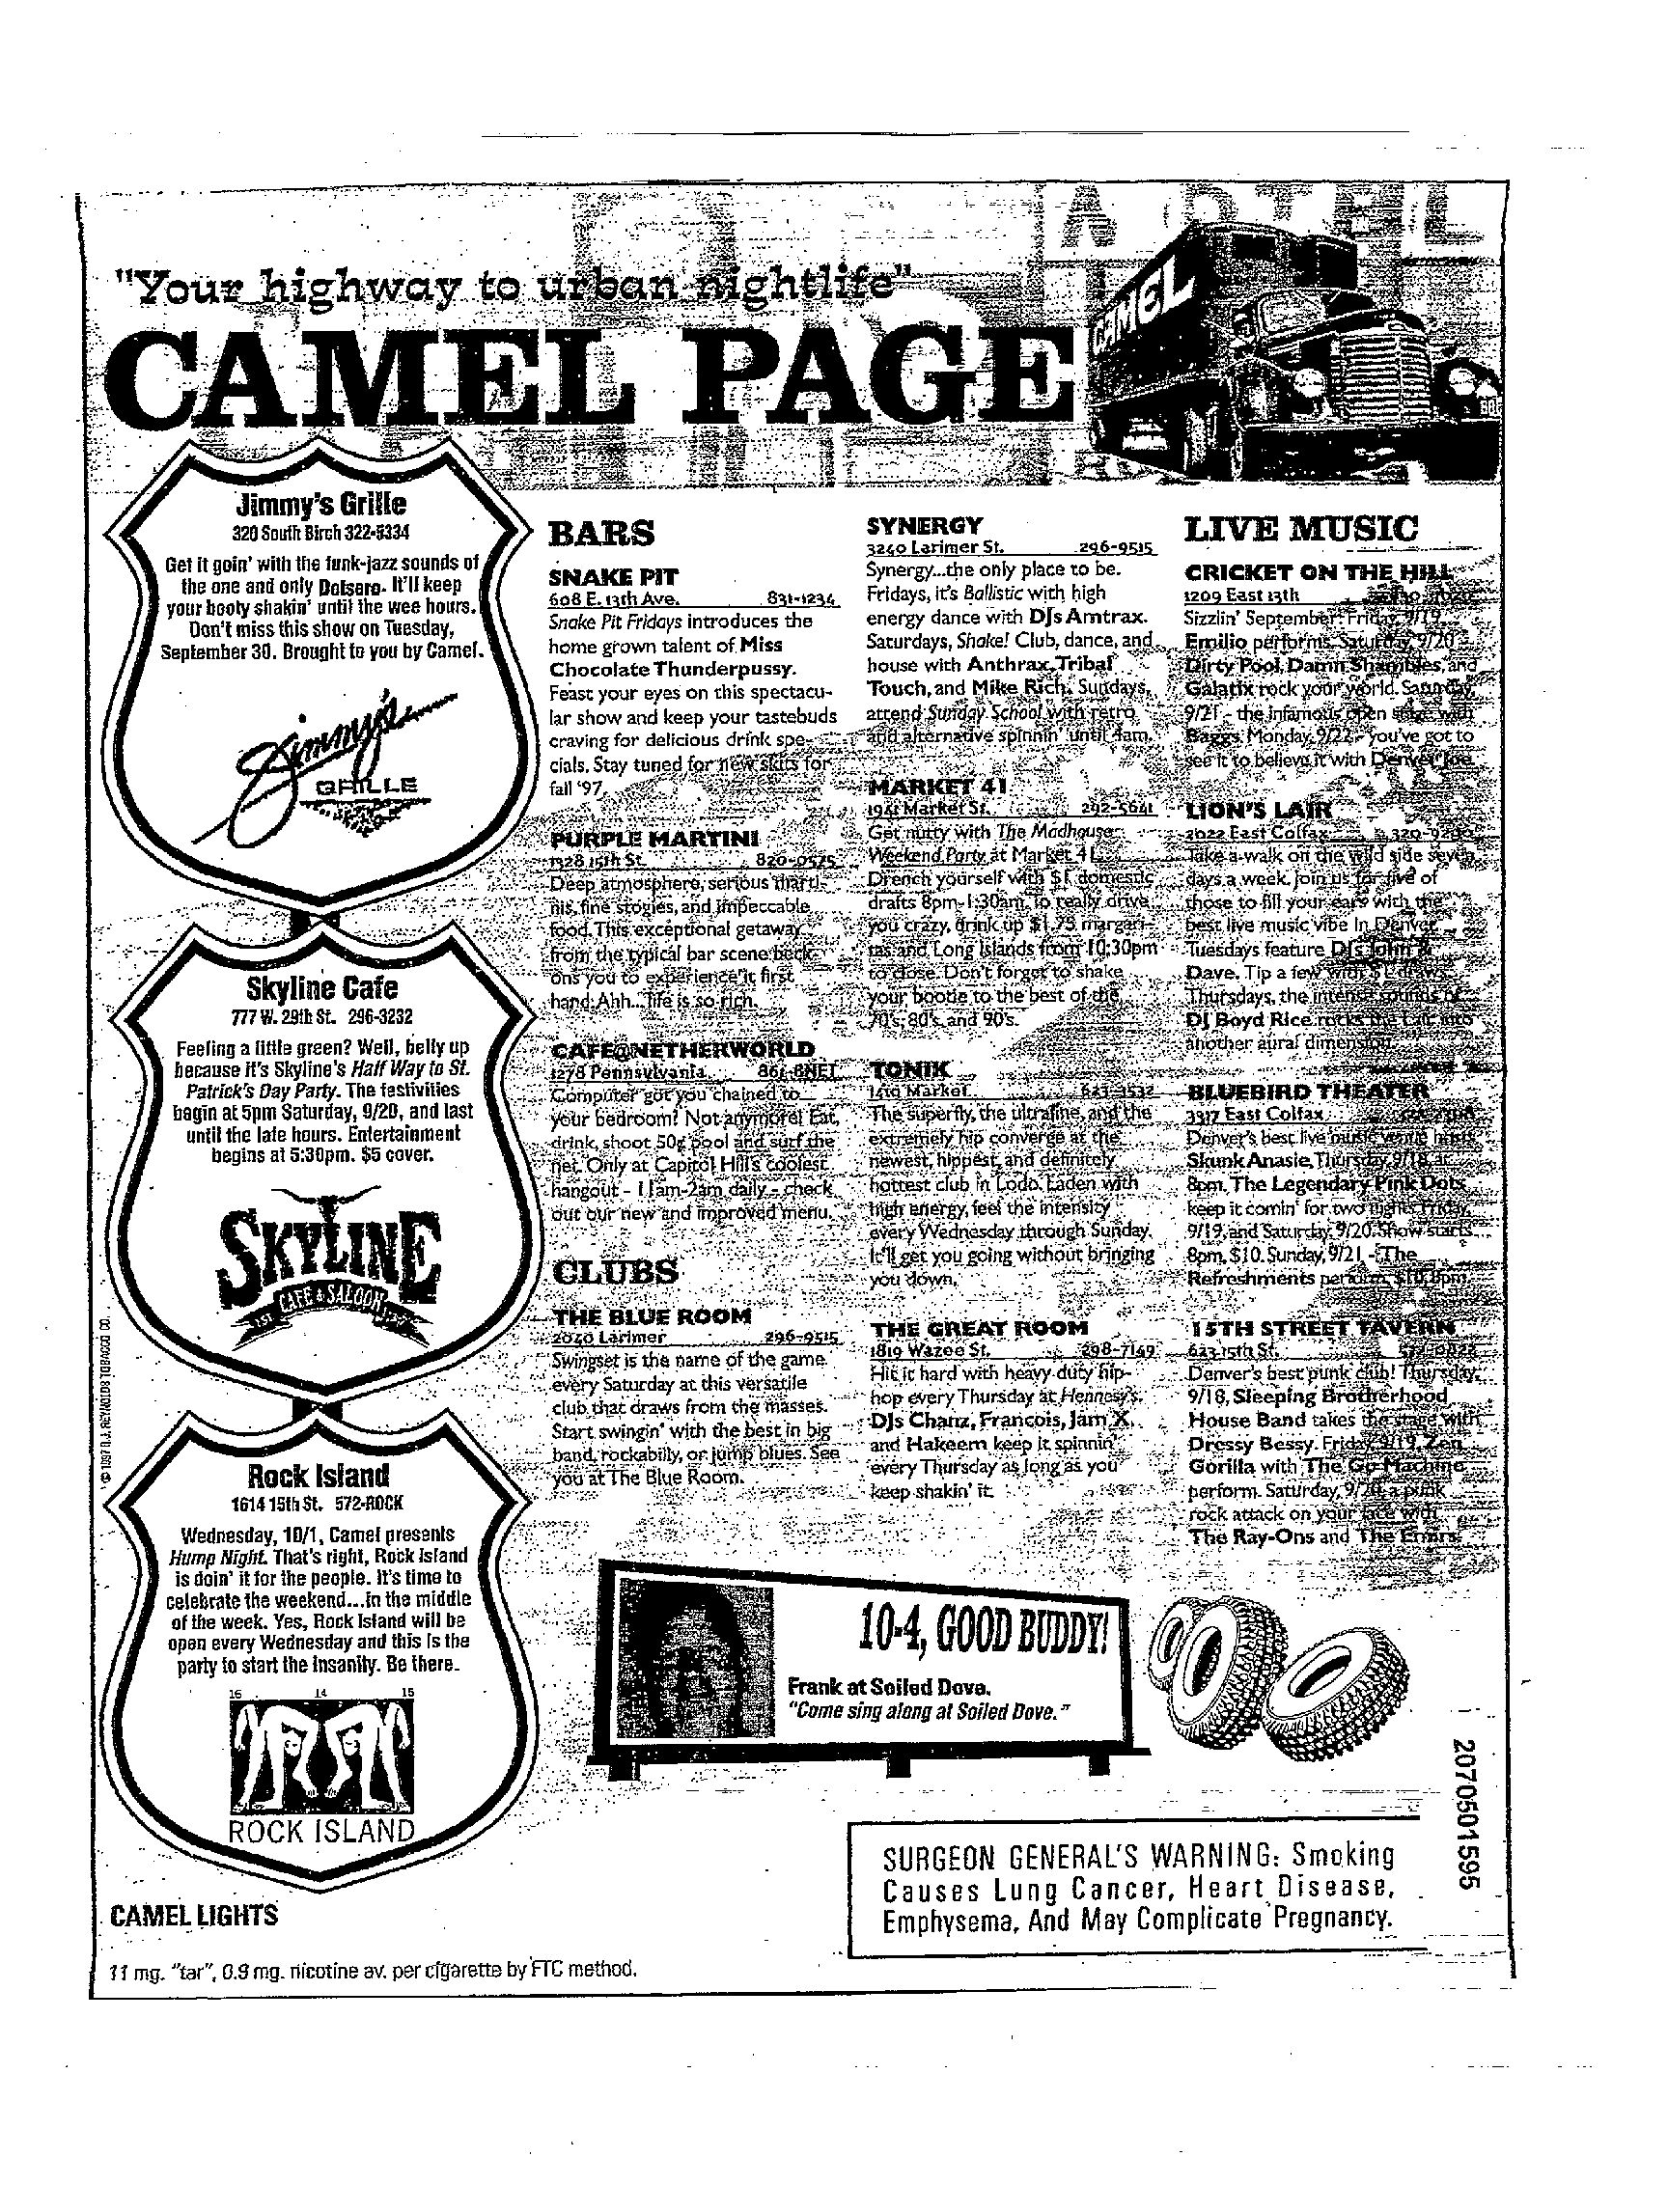 "Your highway to urban nightlife"
CAMEL PAGE
CAMEL
Jimmy's Grille
320 South Birch 322-5334
Get it goin' with the funk-jazz sounds of
the one and only Dotsero. It'll keep
your booty shakin' until the wee hours.
Don't miss this show on Tuesday,
September 30. Brought to you by Camel.
Jimmy's
GRILLE
Skyline Cafe
777 W. 29th St. 296-3232
Feeling a little green? Well, belly up
because it's Skyline's Half Way to St.
Patrick's Day Party. The festivities
begin at 5pm Saturday, 9/20, and last
until the late hours. Entertainment
begins at 5:30pm. $5 cover.
SKYLINE
CAFE & SALOON
Rock Island
1614 15th St. 572-ROCK
Wednesday, 10/1, Camel presents
Hump Night. That's right, Rock Island
is doin' it for the people. It's time to
celebrate the weekend...in the middle
of the week. Yes, Rock Island will be
open every Wednesday and this is the
party to start the insanity. Be there.
16 14 15
ROCK ISLAND
© 1997 R.J. REYNOLDS TOBACCO CO.
BARS
SNAKE PIT
608 E. 13th Ave. 831-1234
Snake Pit Fridays introduces the
home grown talent of Miss
Chocolate Thunderpussy.
Feast your eyes on this spectacu-
lar show and keep your tastebuds
craving for delicious drink spe-
cials. Stay tuned for new skits for
fall '97.
PURPLE MARTINI
1328 15th St. 820-0575
Deep atmosphere, serious marti-
nis, fine stogies, and impeccable
food. This exceptional getaway
from the typical bar scene beck-
ons you to experience it first
hand. Ahh...life is so rich.
CAFE@NETHERWORLD
1278 Pennsylvania 861-8NET
Computer got you chained to
your bedroom? Not anymore! Eat,
drink, shoot 50¢ pool and surf the
net. Only at Capitol Hill's coolest
hangout - 11am-2am daily - check
out our new and improved menu.
CLUBS
THE BLUE ROOM
2040 Larimer 296-9515
Swingset is the name of the game
every Saturday at this versatile
club that draws from the masses.
Start swingin' with the best in big
band, rockabilly, or jump blues. See
you at The Blue Room.
SYNERGY
3240 Larimer St. 296-9515
Synergy...the only place to be.
Fridays, it's Ballistic with high
energy dance with DJs Amtrax.
Saturdays, Shake! Club, dance, and
house with Anthrax, Tribal
Touch, and Mike Rich. Sundays,
attend Sunday School with retro
and alternative spinnin' until 4am.
MARKET 41
1941 Market St. 292-5641
Get nutty with The Madhouse
Weekend Party at Market 41.
Drench yourself with $1 domestic
drafts 8pm-1:30am. To really drive
you crazy, drink up $1.75 margari-
tas and Long Islands from 10:30pm
to close. Don't forget to shake
your bootie to the best of the
70's, 80's, and 90's.
TONIK
Market
The superfly, the ultrafine, and the
extremely hip converge at the
newest, hippest, and definitely
hottest club in Lodo. Laden with
high energy, feel the intensity
every Wednesday through Sunday.
It'll get you going without bringing
you down.
THE GREAT ROOM
1819 Wazee St. 298-7149
Hit it hard with heavy duty hip-
hop every Thursday at Hennesy's.
DJs Chanz, Francois, Jam X,
and Hakeem keep it spinnin'
every Thursday as long as you
keep shakin' it.
LIVE MUSIC
CRICKET ON THE HILL
1209 East 13th
Sizzlin' September: Friday, 9/19,
Emilio performs. Saturday, 9/20 -
Dirty Pool, Damn Shambles, and
Galatix rock your world. Saturday,
9/21 - the infamous open stage with
Baggs. Monday, 9/22 - you've got to
see it to believe it with Denver Joe.
LION'S LAIR
2022 East Colfax 320-9200
Take a walk on the wild side seven
days a week. Join us for five of
those to fill your ears with the
best live music vibe in Denver.
Tuesdays feature DJs John &
Dave. Tip a few with $1 draws.
Thursdays, the intense sounds of
DJ Boyd Rice rocks the Lair into
another aural dimension.
BLUEBIRD THEATER
3317 East Colfax
Denver's best live music venue hosts
Skunk Anasie, Thursday, 9/18, at
8pm. The Legendary Pink Dots
keep it comin' for two nights Friday,
9/19, and Saturday, 9/20. Show starts
8pm, $10. Sunday, 9/21 - The
Refreshments perform, $10, 8pm.
15TH STREET TAVERN
623 15th St. 572-0822
Denver's best punk club! Thursday,
9/18, Sleeping Brotherhood
House Band takes the stage with
Dressy Bessy. Friday, 9/19, Zen
Gorilla with The Go Machine
perform. Saturday, 9/20, a punk
rock attack on your face with
The Ray-Ons and The
10-4, GOOD BUDDY!
Frank at Soiled Dove.
"Come sing along at Soiled Dove."
2070501595
SURGEON GENERAL'S WARNING: Smoking
Causes Lung Cancer, Heart Disease,
Emphysema, And May Complicate Pregnancy.
CAMEL LIGHTS
11 mg. "tar", 0.9 mg. nicotine av. per cigarette by FTC method.